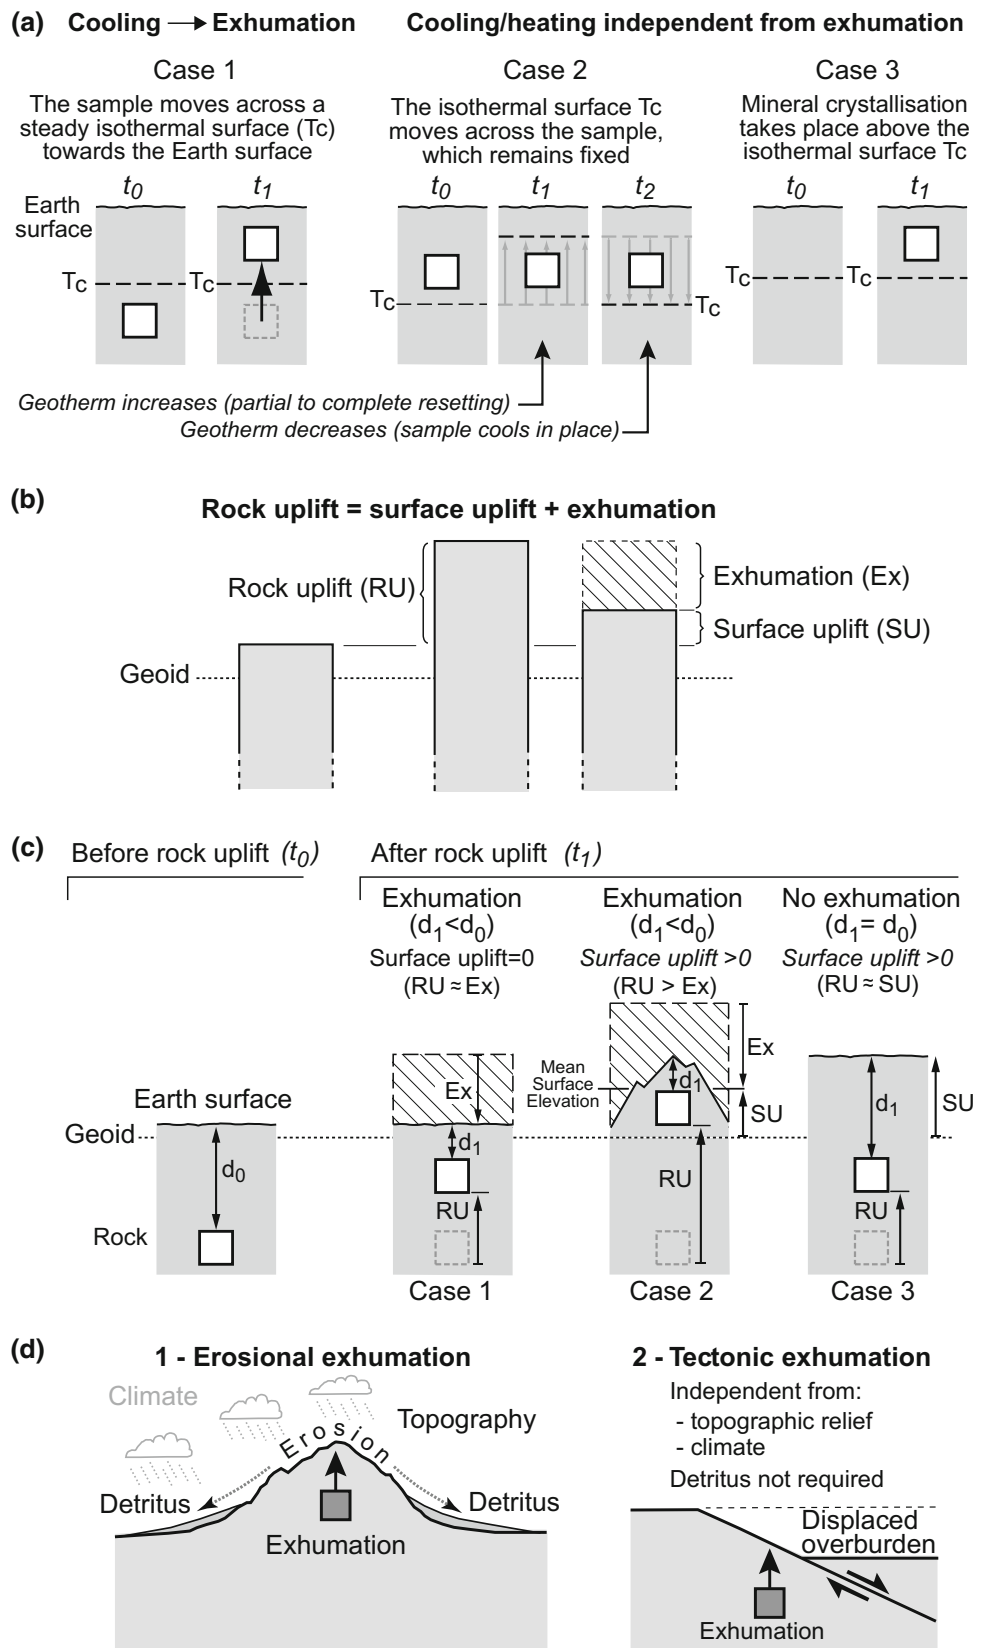 (a) Cooling → Exhumation
Cooling/heating independent from exhumation
Case 1
The sample moves across a
steady isothermal surface (Tc)
towards the Earth surface
t0 t1
Earth
surface
Tc Tc
Case 2
The isothermal surface Tc
moves across the sample,
which remains fixed
t0 t1 t2
Tc Tc
Case 3
Mineral crystallisation
takes place above the
isothermal surface Tc
t0 t1
Tc Tc
Geotherm increases (partial to complete resetting)
Geotherm decreases (sample cools in place)
(b)
Rock uplift = surface uplift + exhumation
Rock uplift (RU)
Exhumation (Ex)
Surface uplift (SU)
Geoid
(c) Before rock uplift (t0)
After rock uplift (t1)
Exhumation
(d1<d0)
Surface uplift=0
(RU ≈ Ex)
Exhumation
(d1<d0)
Surface uplift >0
(RU > Ex)
No exhumation
(d1= d0)
Surface uplift >0
(RU ≈ SU)
Earth surface
Geoid
d0
Rock
Ex
d1
RU
Case 1
Mean
Surface
Elevation
Ex
d1
SU
RU
Case 2
d1
SU
RU
Case 3
(d)
1 - Erosional exhumation
Climate
Topography
Erosion
Detritus
Detritus
Exhumation
2 - Tectonic exhumation
Independent from:
- topographic relief
- climate
Detritus not required
Displaced
overburden
Exhumation